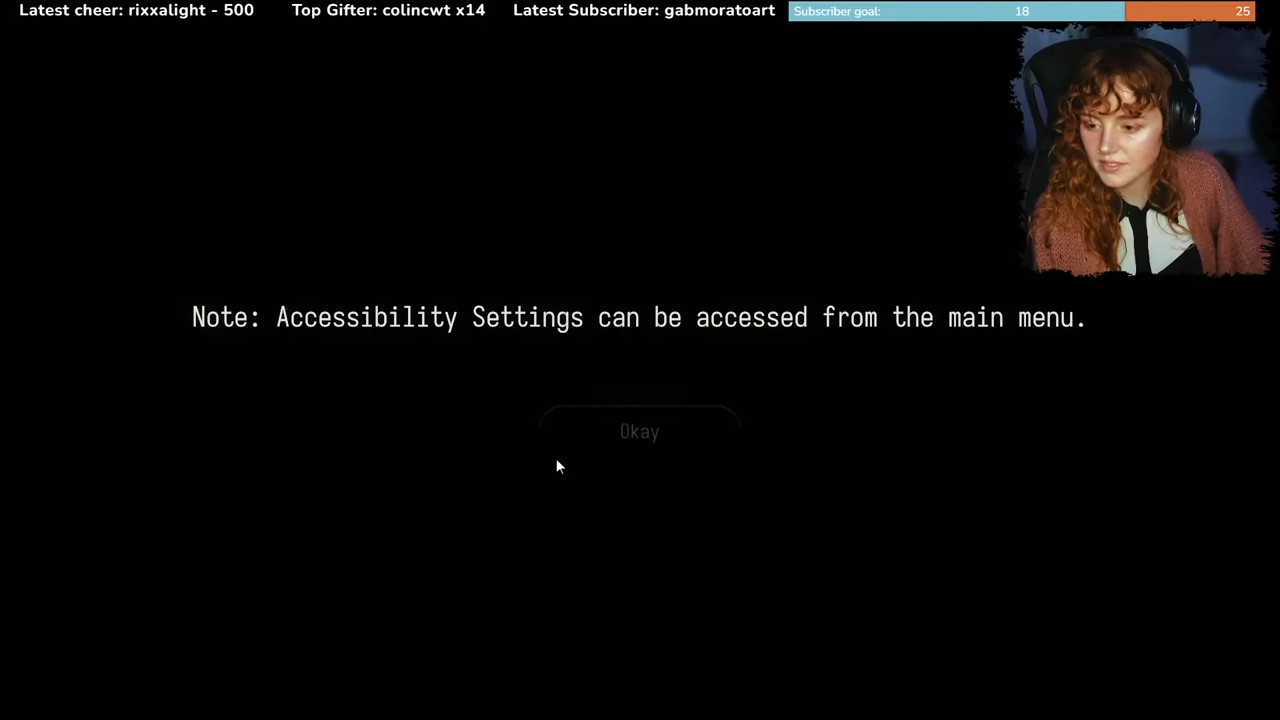 Latest cheer: rixxalight - 500 Top Gifter: colincwt x14 Latest Subscriber: gabmoratoart Subscriber goal: 18 25
Note: Accessibility Settings can be accessed from the main menu.
Okay